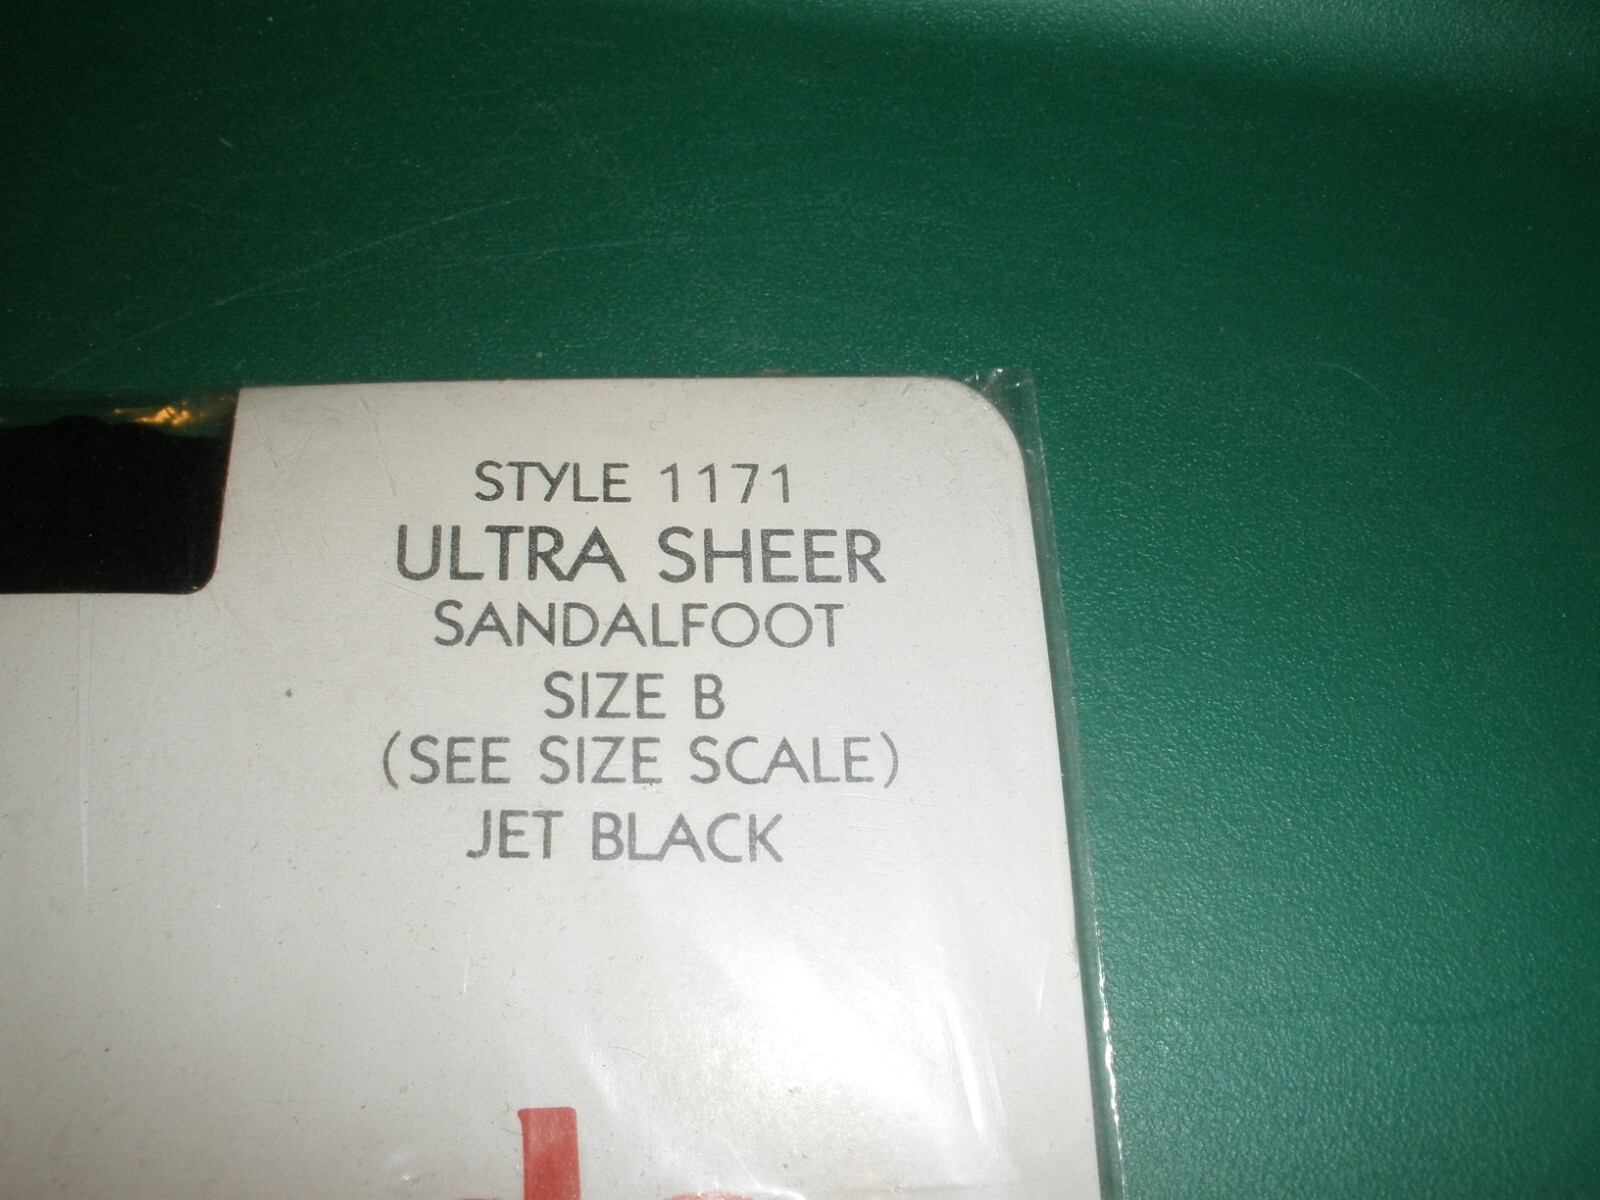 STYLE 1171
ULTRA SHEER
SANDALFOOT
SIZE B
(SEE SIZE SCALE)
JET BLACK